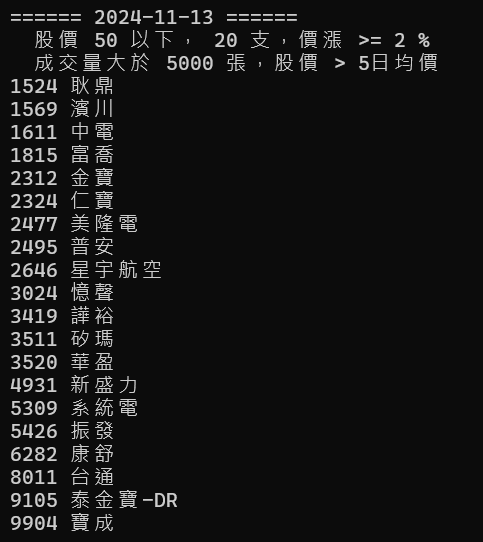 ====== 2024-11-13 ======
股價 50 以下, 20 支,價漲 >= 2 %
成交量大於 5000 張,股價 > 5日均價
1524 耿鼎
1569 濱川
1611 中電
1815 富喬
2312 金寶
2324 仁寶
2477 美隆電
2495 普安
2646 星宇航空
3024 憶聲
3419 譁裕
3511 矽瑪
3520 華盈
4931 新盛力
5309 系統電
5426 振發
6282 康舒
8011 台通
9105 泰金寶-DR
9904 寶成